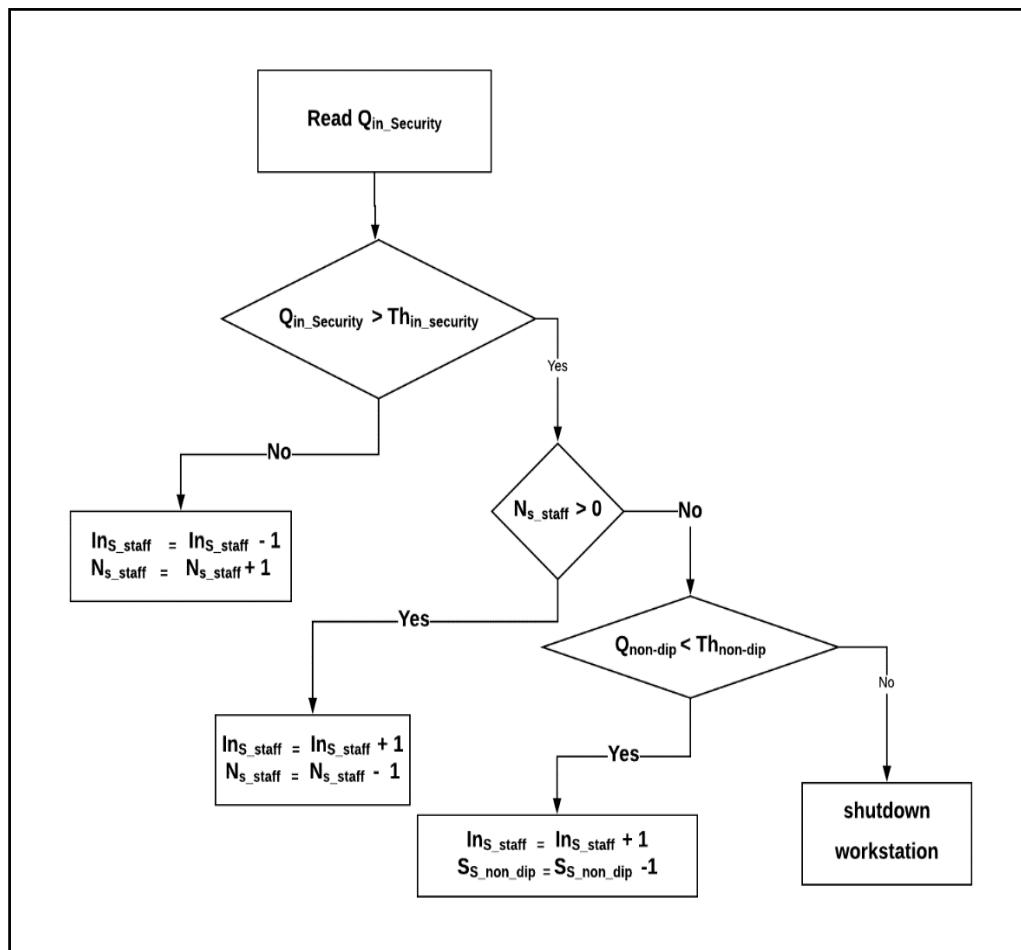 Read Qin_Security
Qin_Security > Thin_security
Yes
No
Ns_staff > 0
No
InS_staff = InS_staff - 1
Ns_staff = Ns_staff + 1
Yes
Qnon-dip < Thnon-dip
No
InS_staff = InS_staff + 1
Ns_staff = Ns_staff - 1
Yes
shutdown
workstation
InS_staff = InS_staff + 1
SS_non_dip = SS_non_dip -1